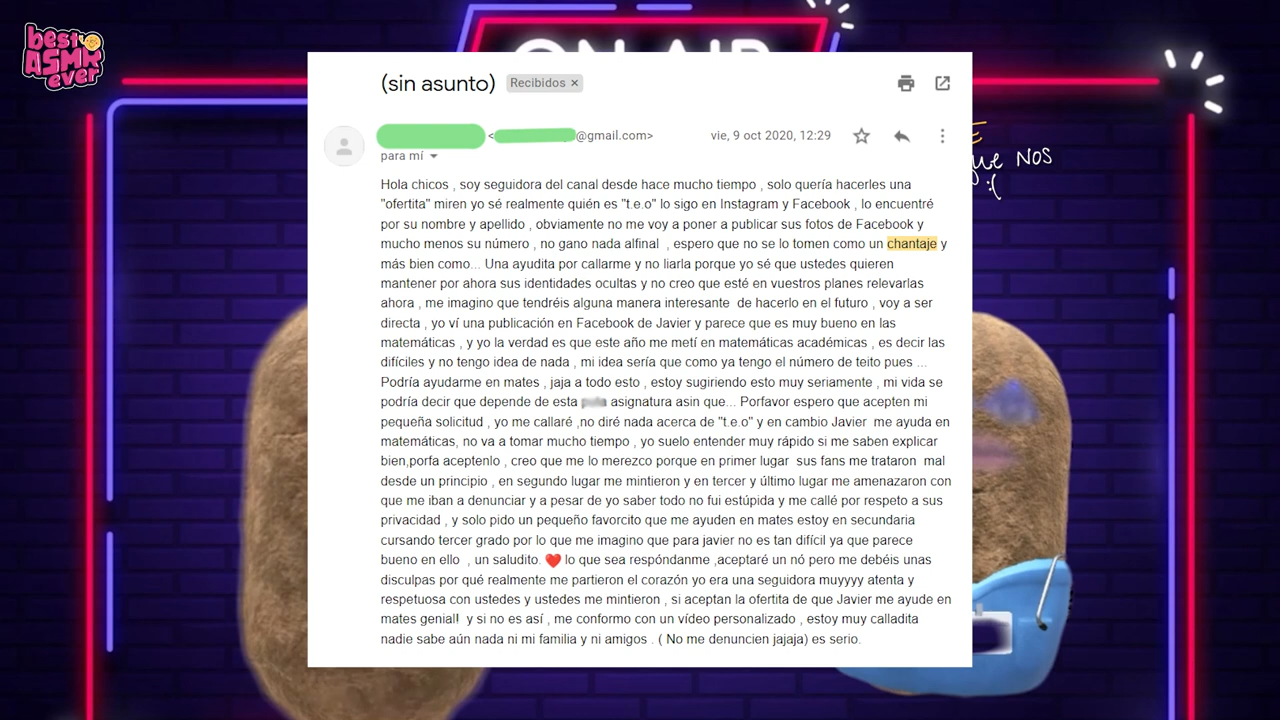 best
ASMR
ever
ON AIR
(sin asunto)
Recibidos ×
@gmail.com>
vie, 9 oct 2020, 12:29
para mí
que NOS
:(
Hola chicos , soy seguidora del canal desde hace mucho tiempo , solo quería hacerles una
"ofertita" miren yo sé realmente quién es "t.e.o" lo sigo en Instagram y Facebook , lo encuentré
por su nombre y apellido , obviamente no me voy a poner a publicar sus fotos de Facebook y
mucho menos su número , no gano nada alfinal , espero que no se lo tomen como un chantaje y
más bien como... Una ayudita por callarme y no liarla porque yo sé que ustedes quieren
mantener por ahora sus identidades ocultas y no creo que esté en vuestros planes relevarlas
ahora , me imagino que tendréis alguna manera interesante de hacerlo en el futuro , voy a ser
directa , yo ví una publicación en Facebook de Javier y parece que es muy bueno en las
matemáticas , y yo la verdad es que este año me metí en matemáticas académicas , es decir las
difíciles y no tengo idea de nada , mi idea sería que como ya tengo el número de teito pues ...
Podría ayudarme en mates , jaja a todo esto , estoy sugiriendo esto muy seriamente , mi vida se
podría decir que depende de esta asignatura asin que... Porfavor espero que acepten mi
pequeña solicitud , yo me callaré ,no diré nada acerca de "t.e.o" y en cambio Javier me ayuda en
matemáticas, no va a tomar mucho tiempo , yo suelo entender muy rápido si me saben explicar
bien,porfa aceptenlo , creo que me lo merezco porque en primer lugar sus fans me trataron mal
desde un principio , en segundo lugar me mintieron y en tercer y último lugar me amenazaron con
que me iban a denunciar y a pesar de yo saber todo no fui estúpida y me callé por respeto a sus
privacidad , y solo pido un pequeño favorcito que me ayuden en mates estoy en secundaria
cursando tercer grado por lo que me imagino que para javier no es tan difícil ya que parece
bueno en ello , un saludito. ❤️ lo que sea respóndanme ,aceptaré un nó pero me debéis unas
disculpas por qué realmente me partieron el corazón yo era una seguidora muyyyy atenta y
respetuosa con ustedes y ustedes me mintieron , si aceptan la ofertita de que Javier me ayude en
mates genial! y si no es así , me conformo con un vídeo personalizado , estoy muy calladita
nadie sabe aún nada ni mi familia y ni amigos . ( No me denuncien jajaja) es serio.